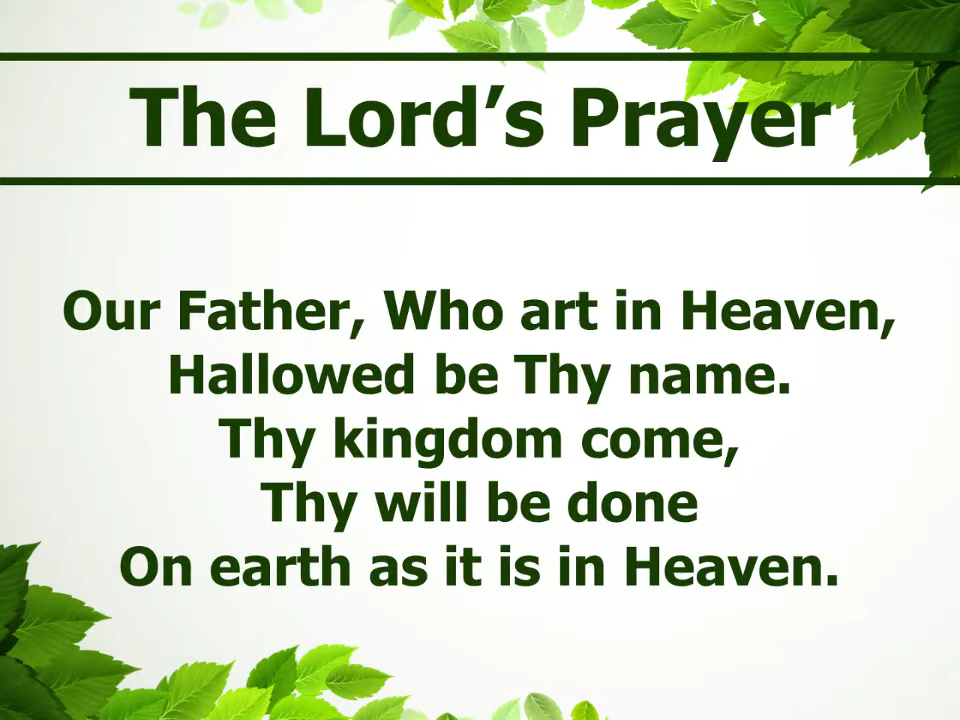 The Lord’s Prayer
Our Father, Who art in Heaven,
Hallowed be Thy name.
Thy kingdom come,
Thy will be done
On earth as it is in Heaven.